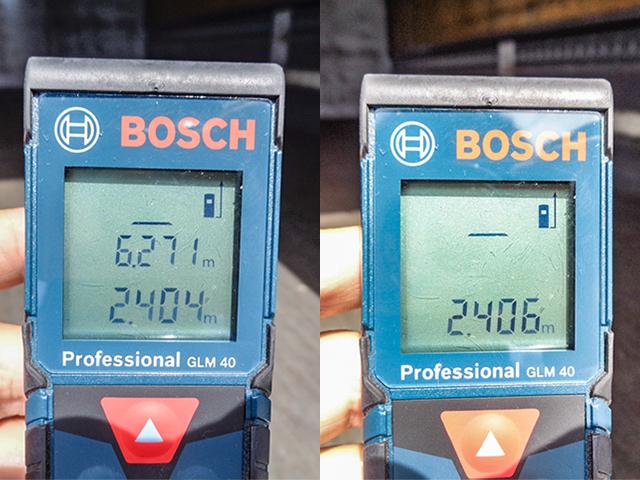 BOSCH
6.271 m
2.404 m
Professional GLM 40
BOSCH
2.406 m
Professional GLM 40